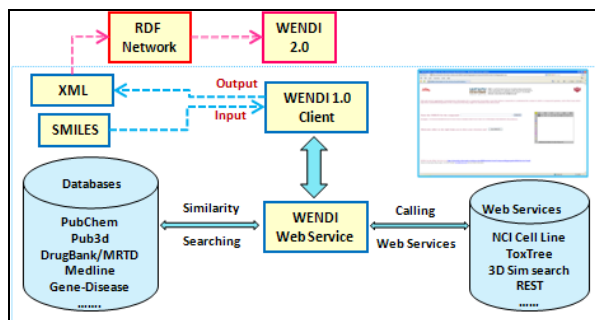 RDF
Network
WENDI
2.0
XML
Output
WENDI 1.0
Client
Input
SMILES
Databases
PubChem
Pub3d
DrugBank/MRTD
Medline
Gene-Disease
.......
Similarity
Searching
WENDI
Web Service
Calling
Web Services
Web Services
NCI Cell Line
ToxTree
3D Sim search
REST
......